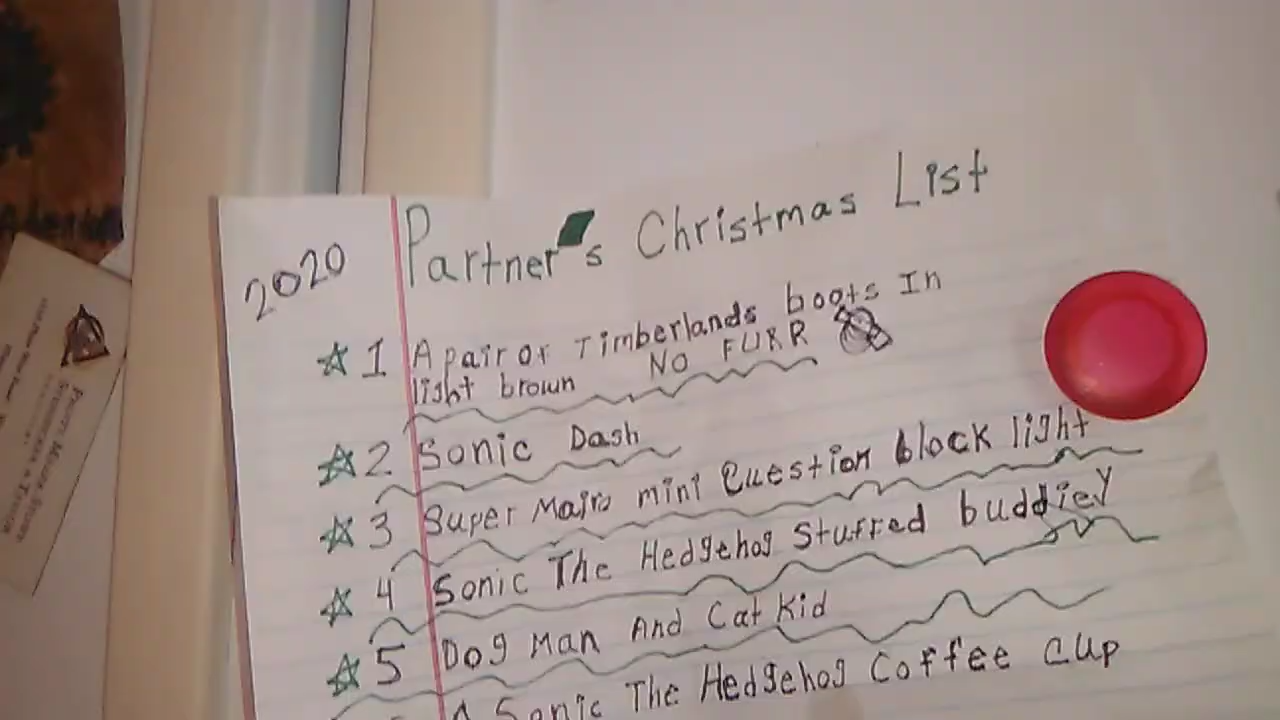 2020 Partner's Christmas List
1 A pair of Timberlands boots In
light brown NO FURR
2 Sonic Dash
3 Super Mairo mini Question block light
4 Sonic The Hedgehog Stuffed buddiey
5 Dog Man And Cat Kid
A Sonic The Hedgehog Coffee cup